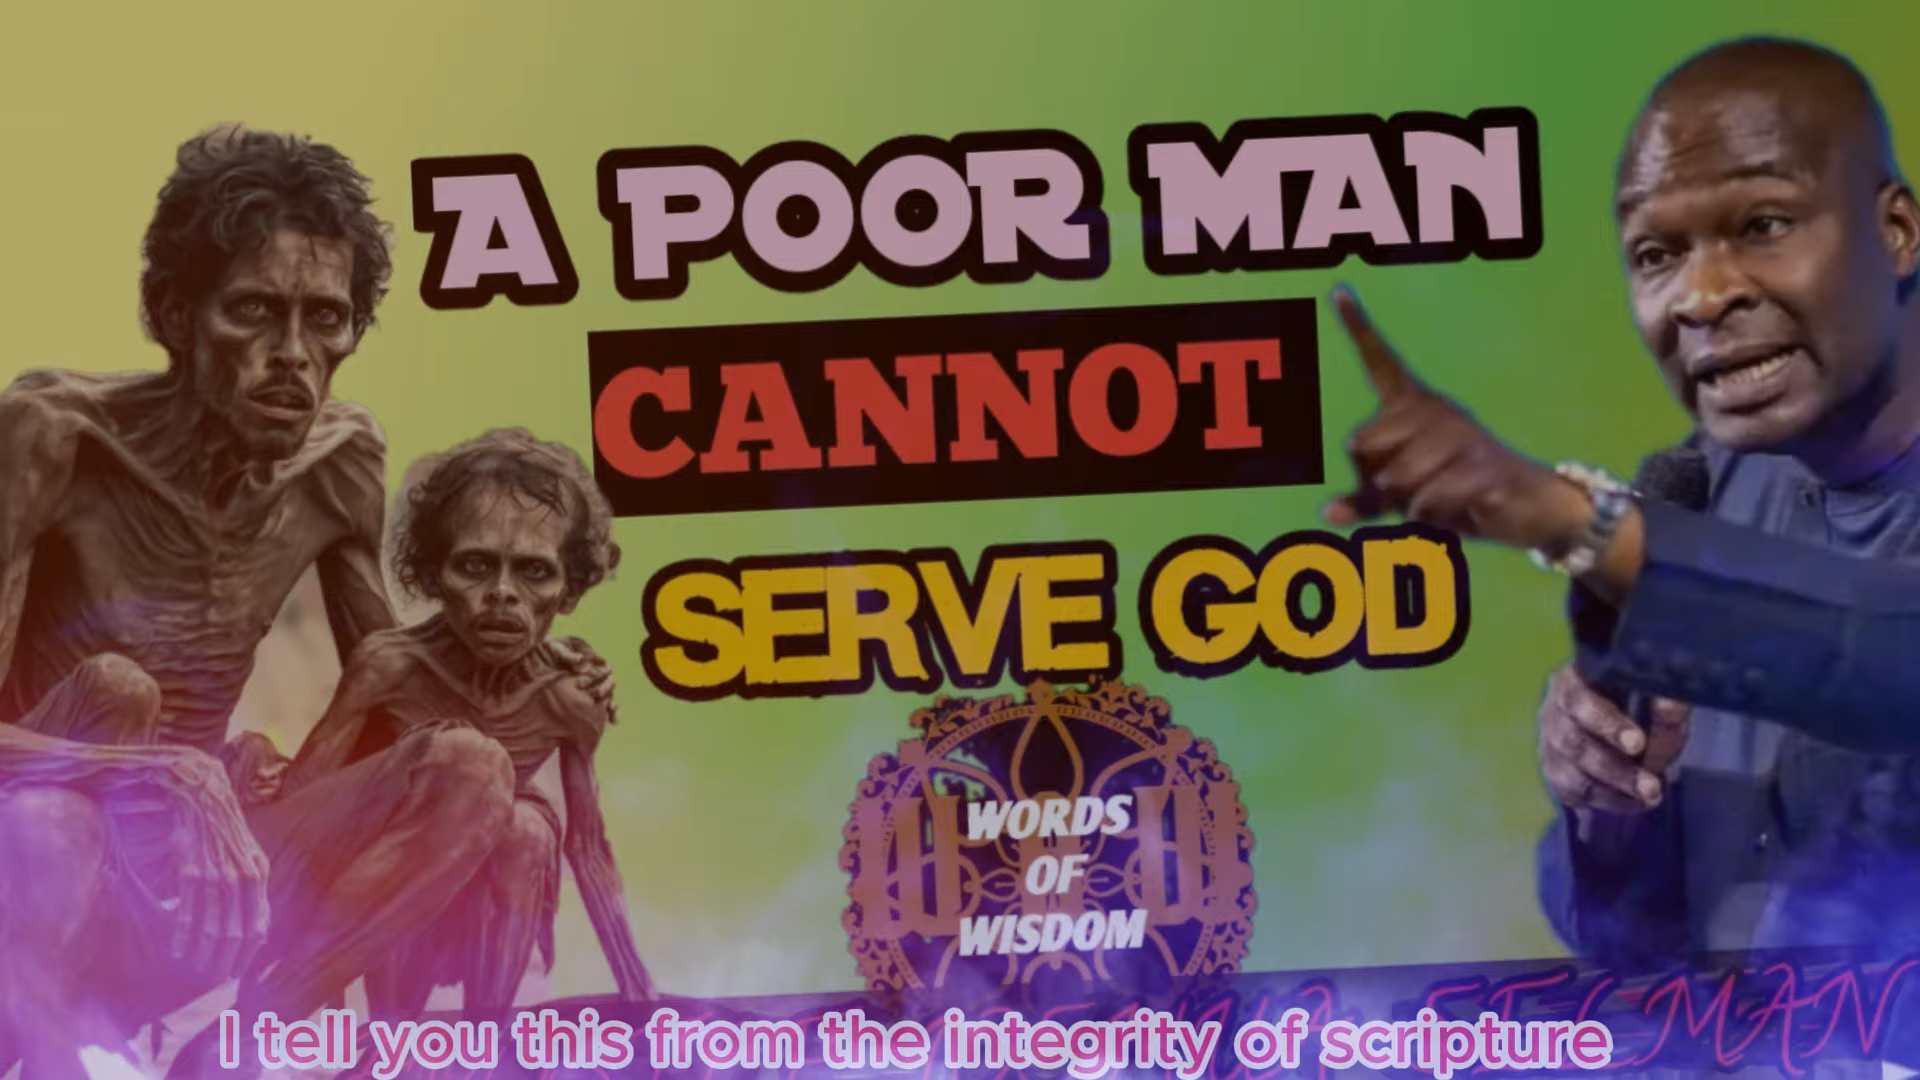 A POOR MAN
CANNOT
SERVE GOD
WORDS
OF
WISDOM
I tell you this from the integrity of scripture